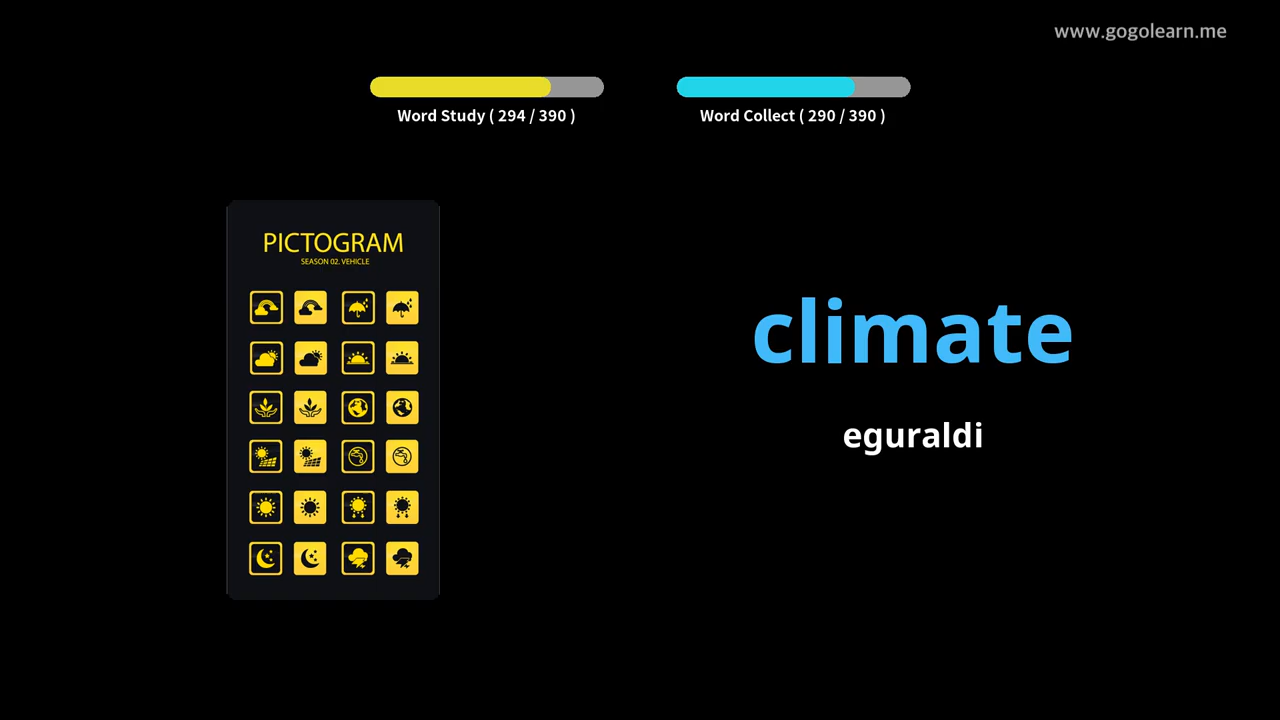 www.gogolearn.me
Word Study ( 294 / 390 )
Word Collect ( 290 / 390 )
PICTOGRAM
SEASON 02. VEHICLE
climate
eguraldi